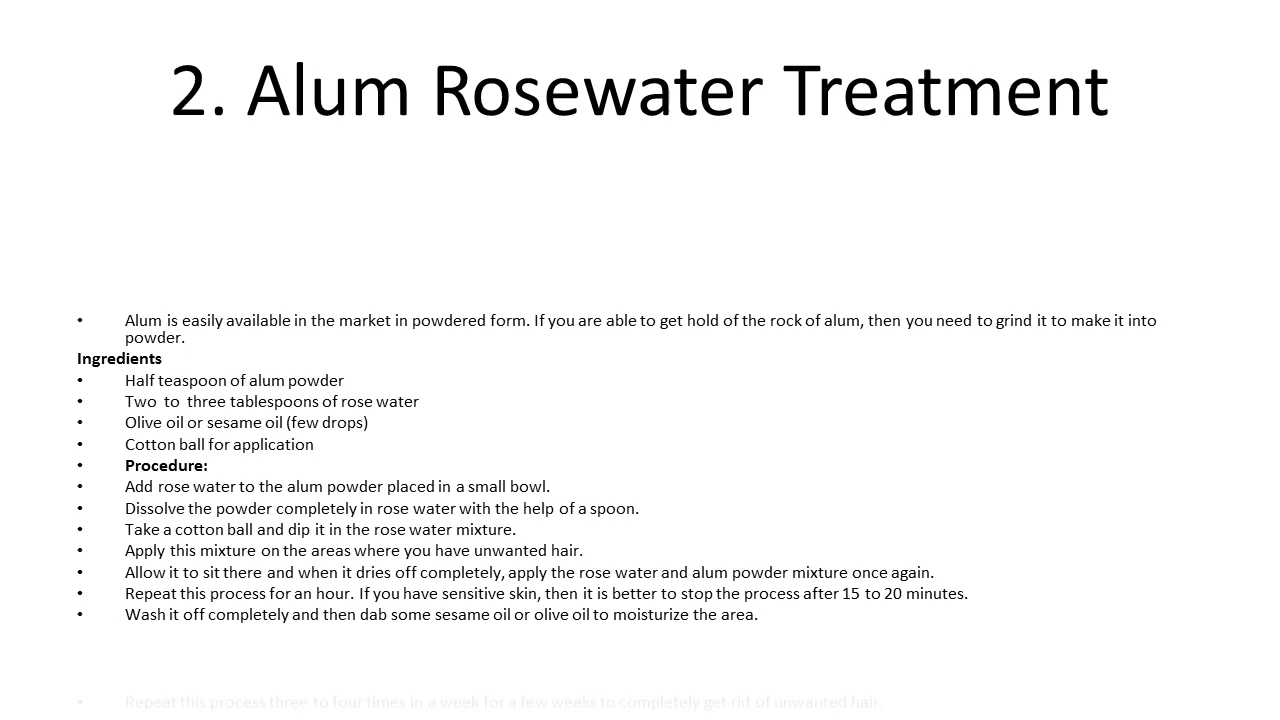 2. Alum Rosewater Treatment
• Alum is easily available in the market in powdered form. If you are able to get hold of the rock of alum, then you need to grind it to make it into
powder.
Ingredients
• Half teaspoon of alum powder
• Two to three tablespoons of rose water
• Olive oil or sesame oil (few drops)
• Cotton ball for application
• Procedure:
• Add rose water to the alum powder placed in a small bowl.
• Dissolve the powder completely in rose water with the help of a spoon.
• Take a cotton ball and dip it in the rose water mixture.
• Apply this mixture on the areas where you have unwanted hair.
• Allow it to sit there and when it dries off completely, apply the rose water and alum powder mixture once again.
• Repeat this process for an hour. If you have sensitive skin, then it is better to stop the process after 15 to 20 minutes.
• Wash it off completely and then dab some sesame oil or olive oil to moisturize the area.
• Repeat this process three to four times in a week for a few weeks to completely get rid of unwanted hair.